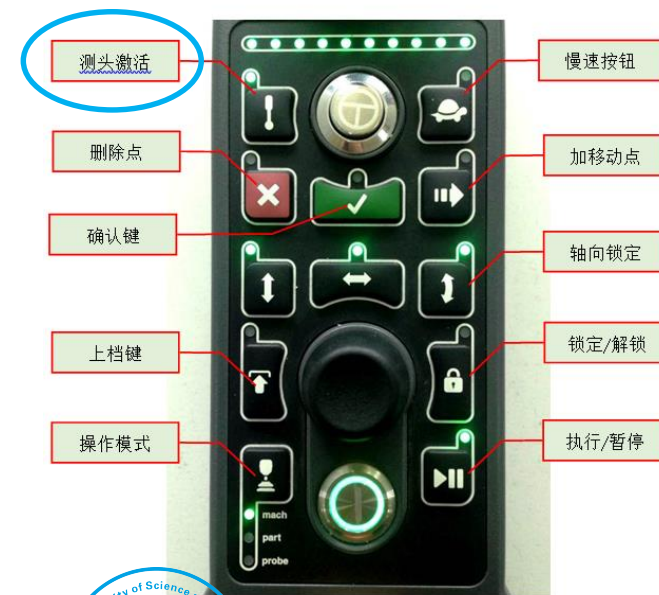 测头激活
慢速按钮
删除点
加移动点
确认键
轴向锁定
上档键
锁定/解锁
操作模式
执行/暂停
mach
part
probe
of Science